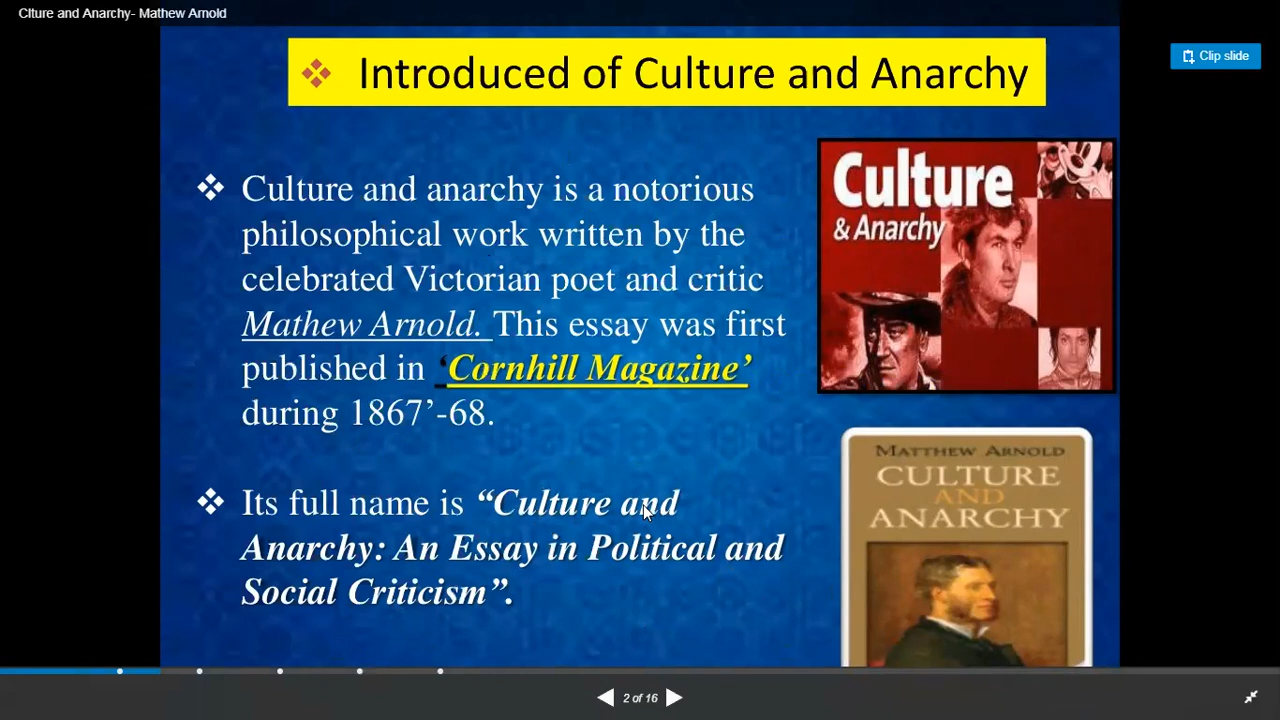 Clture and Anarchy- Mathew Arnold
Clip slide
❖ Introduced of Culture and Anarchy
❖ Culture and anarchy is a notorious
philosophical work written by the
celebrated Victorian poet and critic
Mathew Arnold. This essay was first
published in ‘Cornhill Magazine’
during 1867’-68.
❖ Its full name is “Culture and
Anarchy: An Essay in Political and
Social Criticism”.
Culture
& Anarchy
MATTHEW ARNOLD
CULTURE
AND
ANARCHY
2 of 16